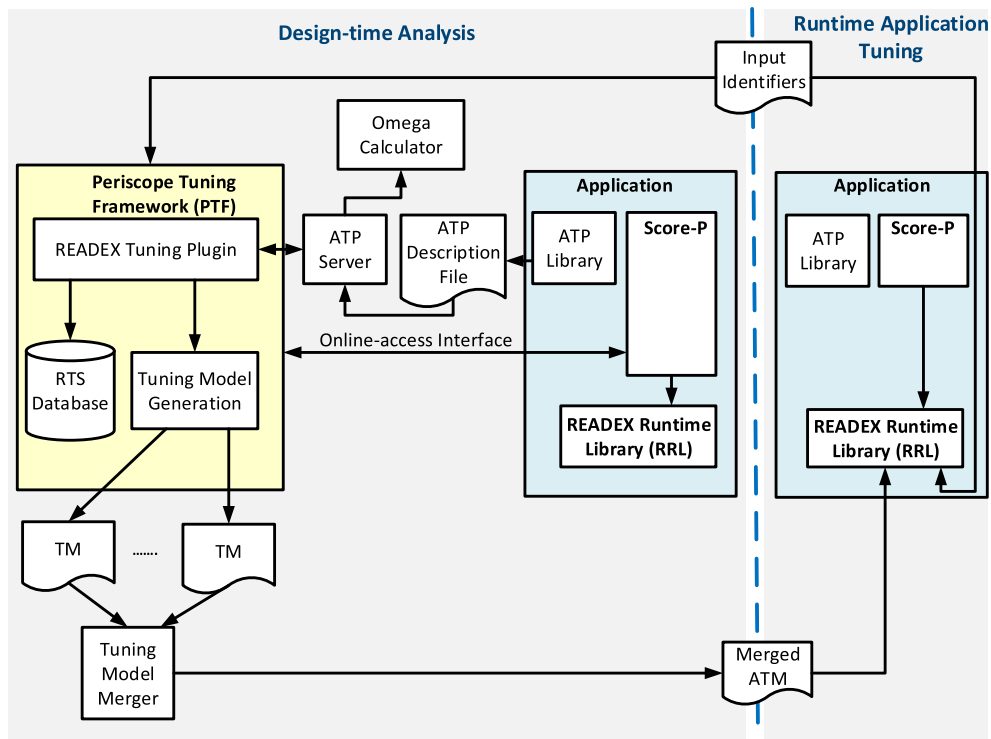 Design-time Analysis
Runtime Application
Tuning
Input
Identifiers
Omega
Calculator
Periscope Tuning
Framework (PTF)
READEX Tuning Plugin
RTS
Database
Tuning Model
Generation
ATP
Server
ATP
Description
File
Online-access Interface
Application
ATP
Library
Score-P
READEX Runtime
Library (RRL)
Application
ATP
Library
Score-P
READEX Runtime
Library (RRL)
TM
.......
TM
Tuning
Model
Merger
Merged
ATM